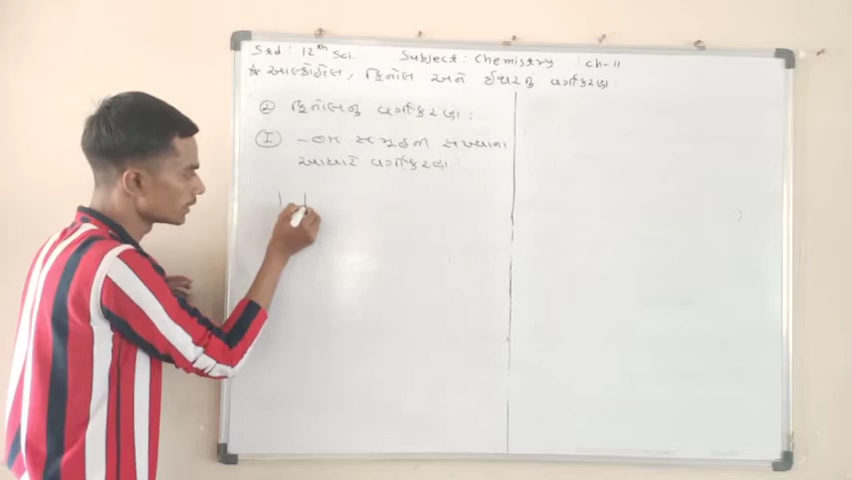 Std : 12th Sci. Subject : Chemistry ch-11
* આલ્કોહોલ, ફિનોલ અને ઈથરનુ વર્ગીકરણ :
② ફિનોલનુ વર્ગીકરણ :
Ⓘ -OH સમૂહની સંખ્યાના
આધારે વર્ગીકરણ :